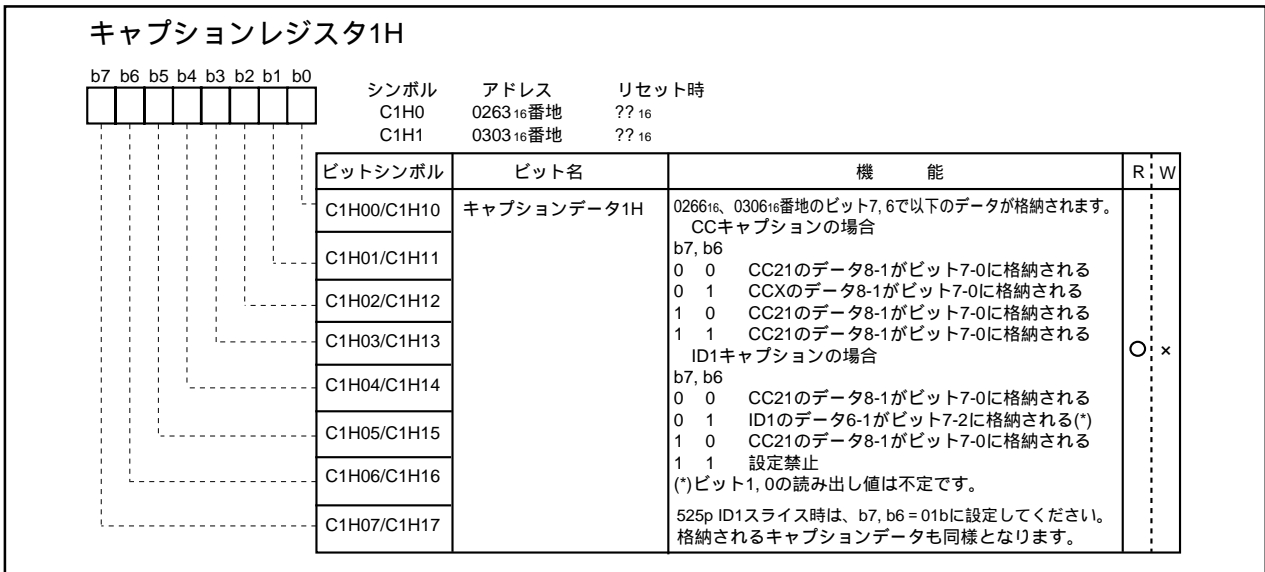 キャプションレジスタ1H
b7 b6 b5 b4 b3 b2 b1 b0
シンボル アドレス リセット時
C1H0 026316番地 ??16
C1H1 030316番地 ??16
ビットシンボル ビット名 機 能 R W
C1H00/C1H10 キャプションデータ1H
C1H01/C1H11
C1H02/C1H12
C1H03/C1H13
C1H04/C1H14
C1H05/C1H15
C1H06/C1H16
C1H07/C1H17
026616、030616番地のビット7, 6で以下のデータが格納されます。
CCキャプションの場合
b7, b6
0 0 CC21のデータ8-1がビット7-0に格納される
0 1 CCXのデータ8-1がビット7-0に格納される
1 0 CC21のデータ8-1がビット7-0に格納される
1 1 CC21のデータ8-1がビット7-0に格納される
ID1キャプションの場合
b7, b6
0 0 CC21のデータ8-1がビット7-0に格納される
0 1 ID1のデータ6-1がビット7-2に格納される(*)
1 0 CC21のデータ8-1がビット7-0に格納される
1 1 設定禁止
(*)ビット1, 0の読み出し値は不定です。
525p ID1スライス時は、b7, b6 = 01bに設定してください。
格納されるキャプションデータも同様となります。
○ ×